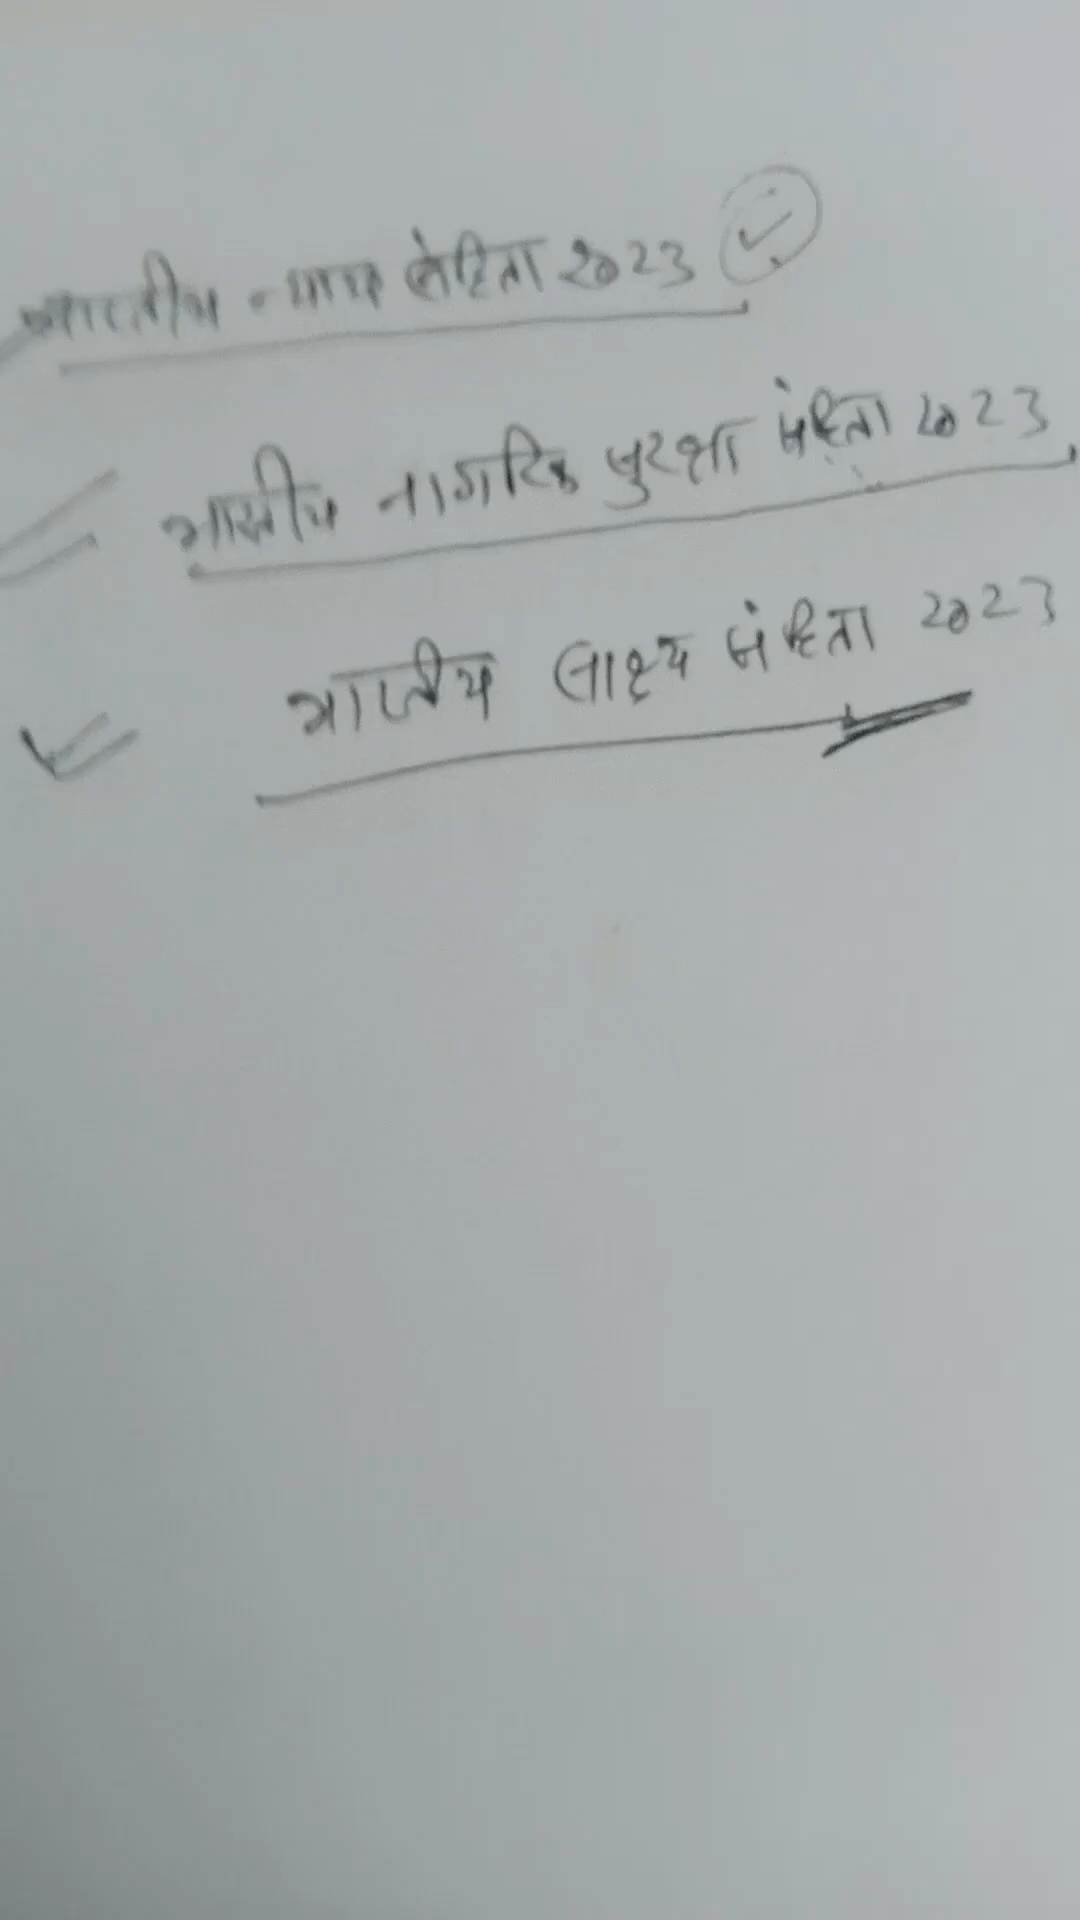 भारतीय न्याय संहिता 2023
भारतीय नागरिक सुरक्षा संहिता 2023
भारतीय साक्ष्य संहिता 2023